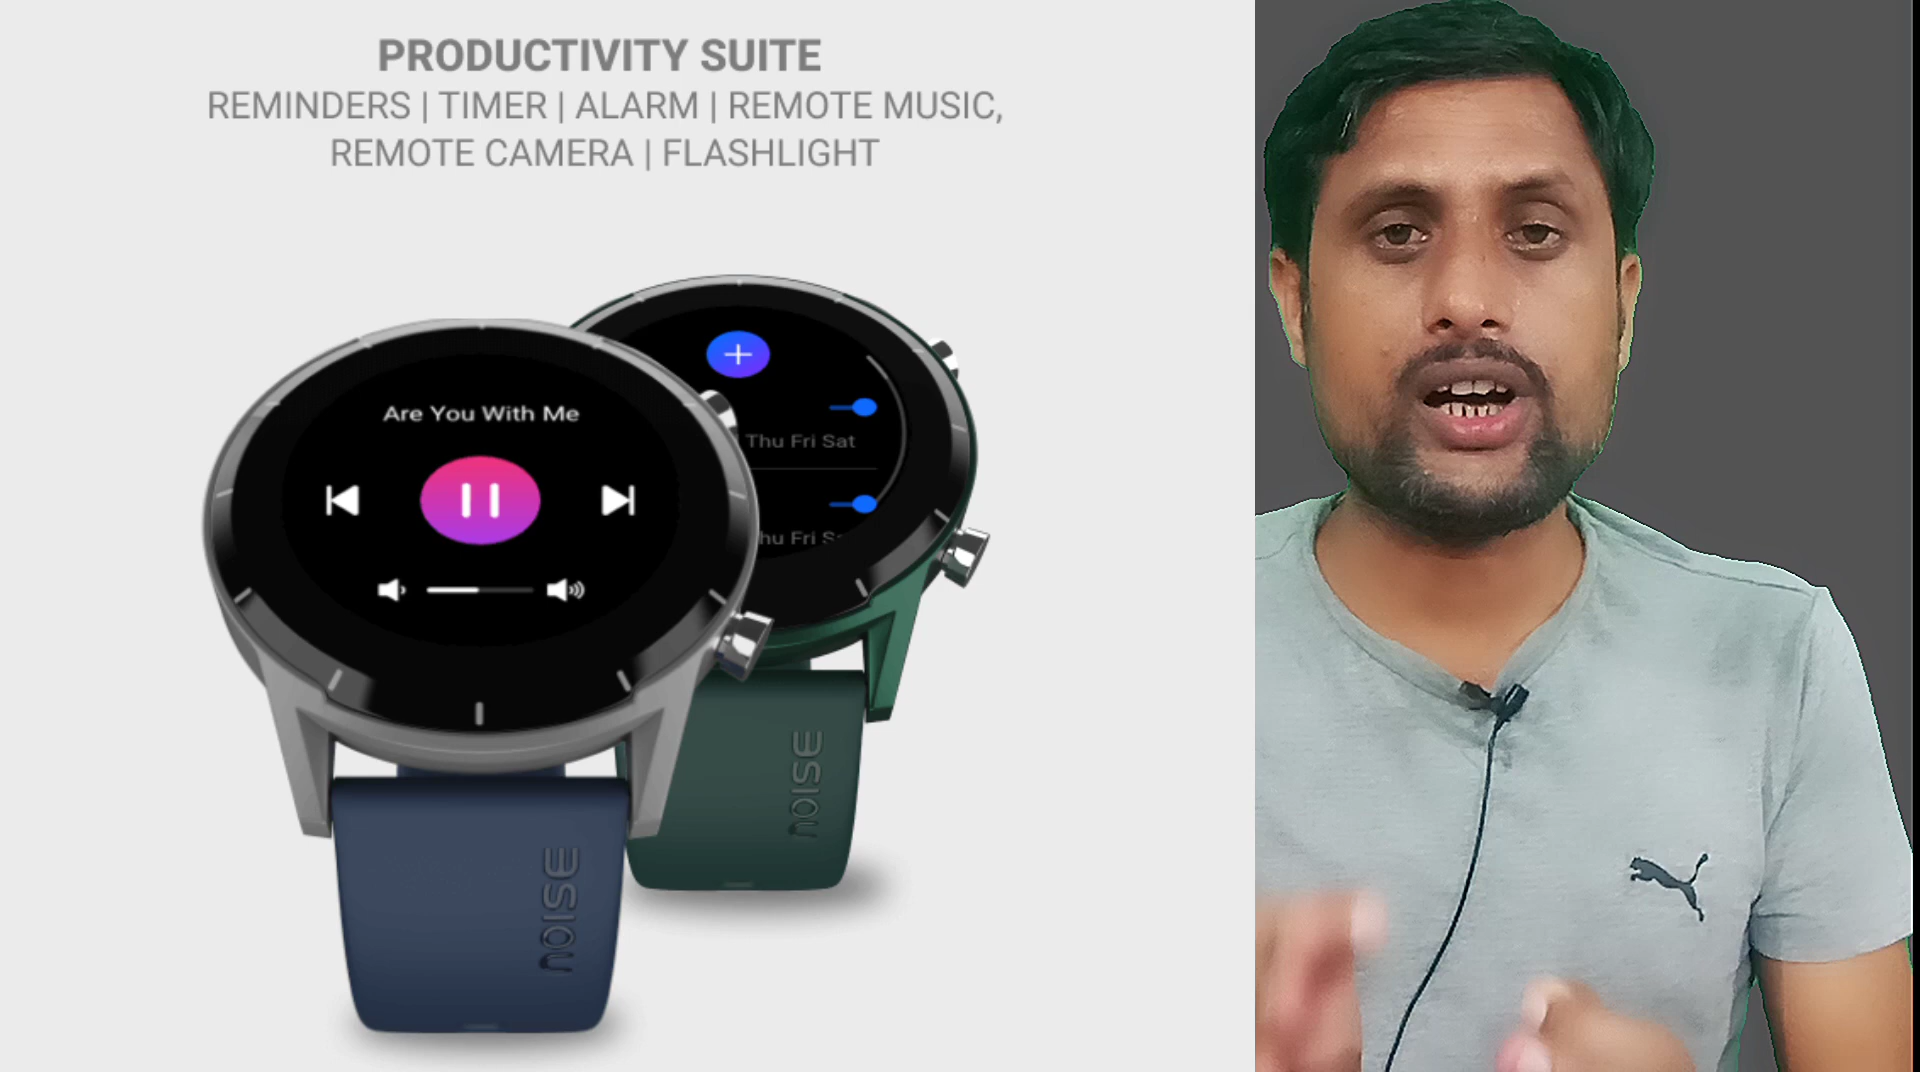 PRODUCTIVITY SUITE
REMINDERS | TIMER | ALARM | REMOTE MUSIC,
REMOTE CAMERA | FLASHLIGHT
Are You With Me
Thu Fri Sat
Fri
NOISE
NOISE